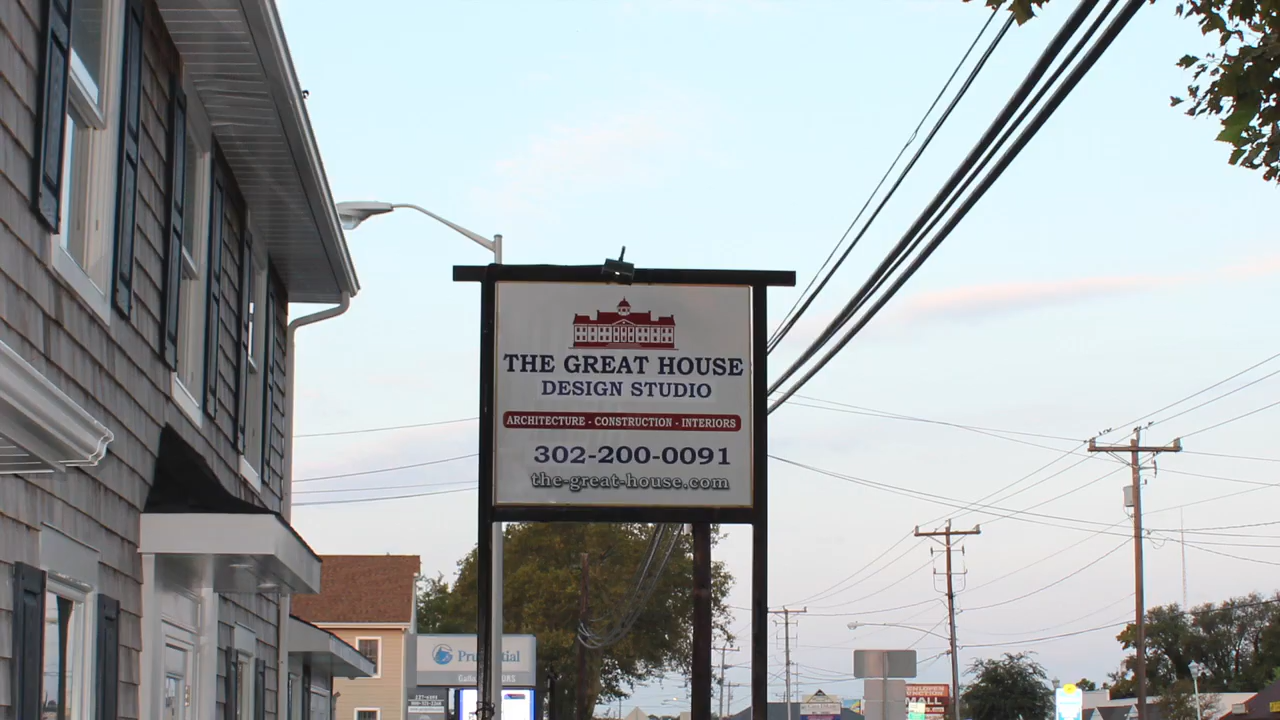 THE GREAT HOUSE
DESIGN STUDIO
ARCHITECTURE - CONSTRUCTION - INTERIORS
302-200-0091
the-great-house.com